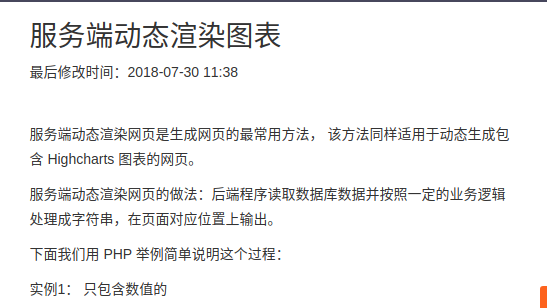 服务端动态渲染图表
最后修改时间：2018-07-30 11:38
服务端动态渲染网页是生成网页的最常用方法， 该方法同样适用于动态生成包
含 Highcharts 图表的网页。
服务端动态渲染网页的做法：后端程序读取数据库数据并按照一定的业务逻辑
处理成字符串，在页面对应位置上输出。
下面我们用 PHP 举例简单说明这个过程：
实例1： 只包含数值的